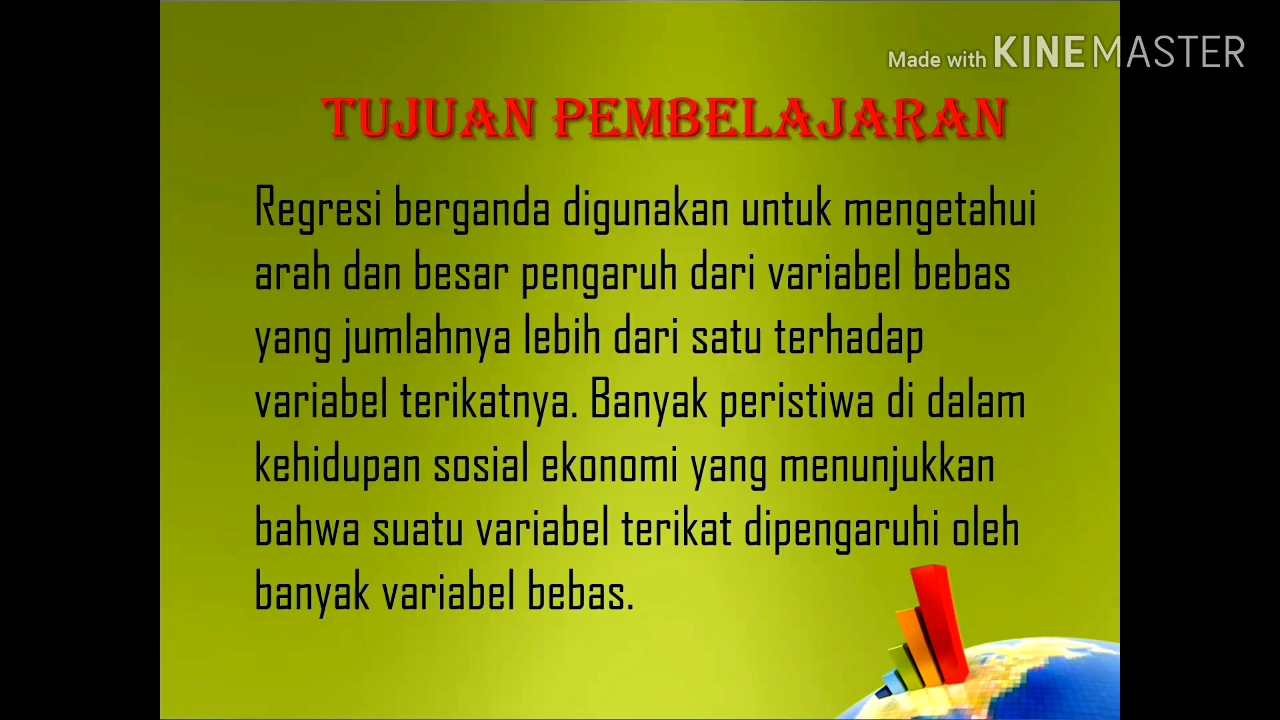 Made with KINEMASTER
TUJUAN PEMBELAJARAN
Regresi berganda digunakan untuk mengetahui
arah dan besar pengaruh dari variabel bebas
yang jumlahnya lebih dari satu terhadap
variabel terikatnya. Banyak peristiwa di dalam
kehidupan sosial ekonomi yang menunjukkan
bahwa suatu variabel terikat dipengaruhi oleh
banyak variabel bebas.